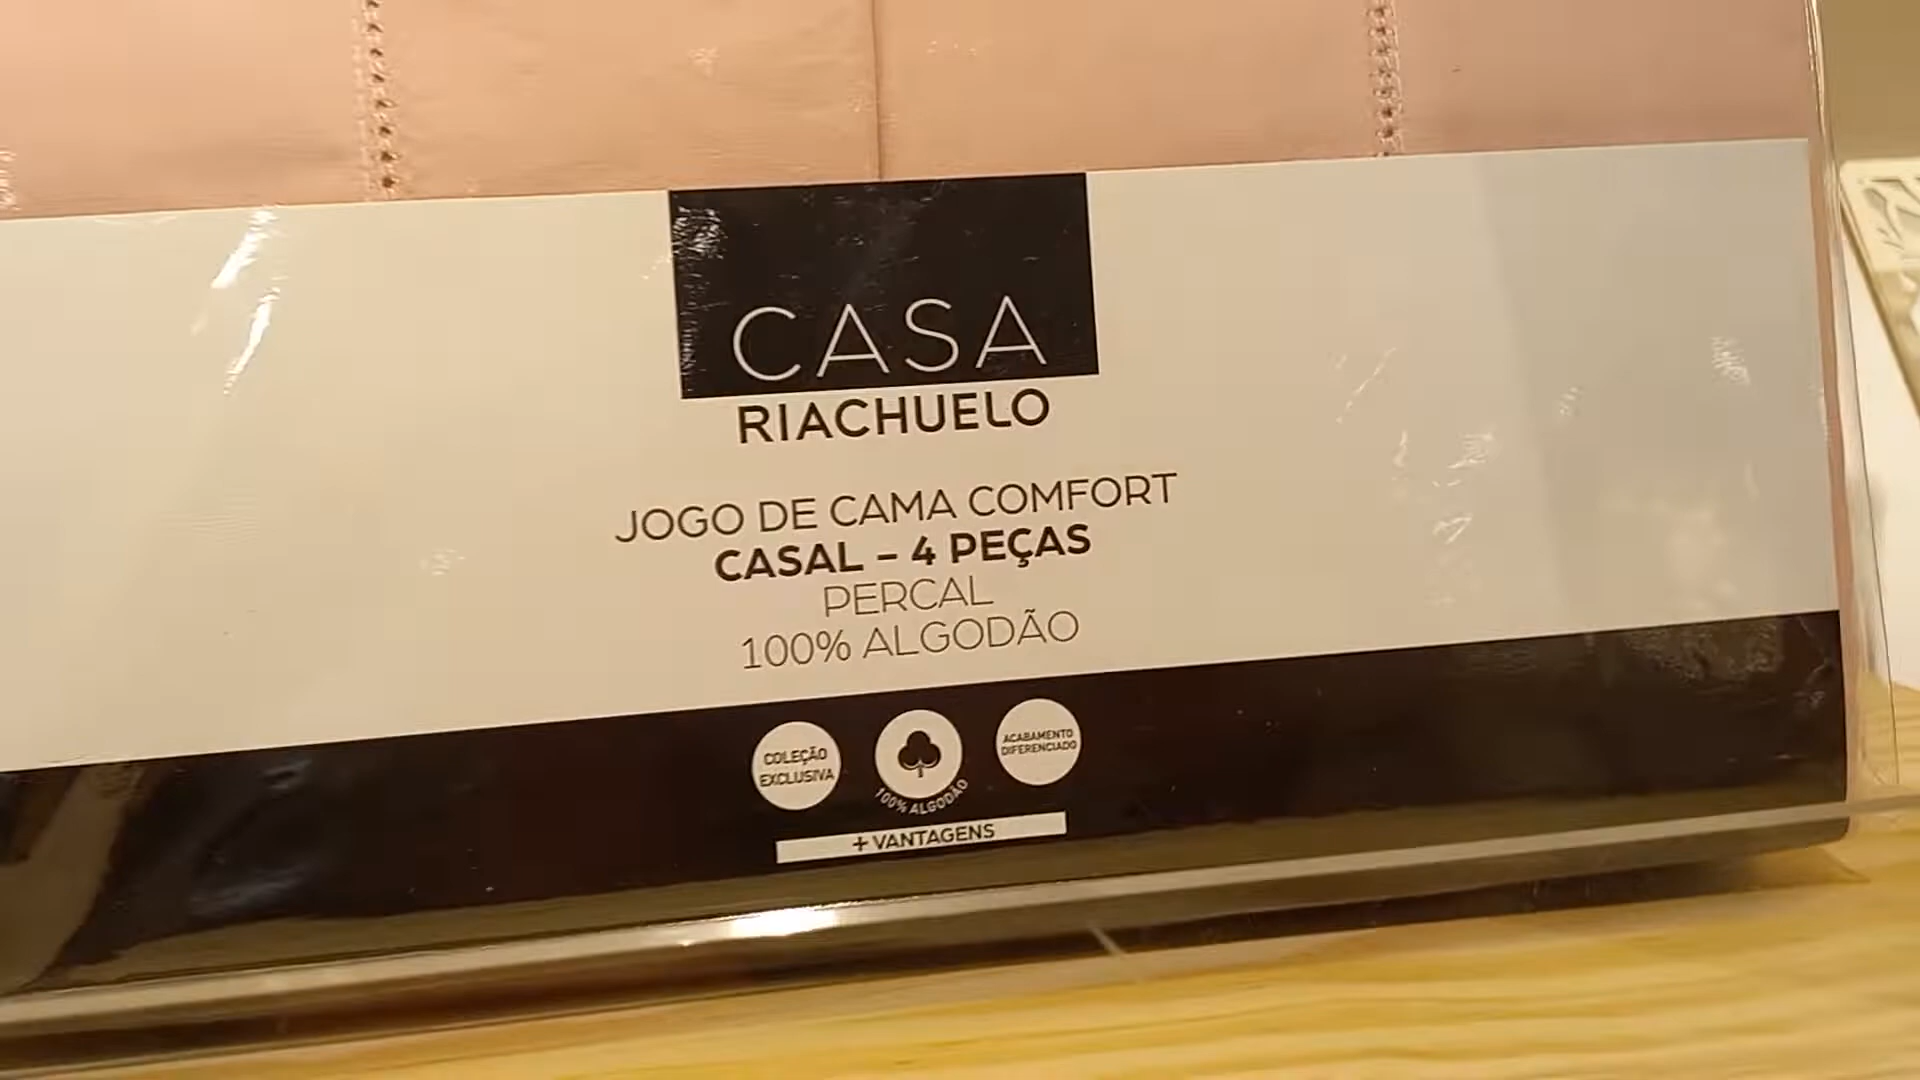 CASA
RIACHUELO
JOGO DE CAMA COMFORT
CASAL – 4 PEÇAS
PERCAL
100% ALGODÃO
COLEÇÃO
EXCLUSIVA
100% ALGODÃO
ACABAMENTO
DIFERENCIADO
+ VANTAGENS